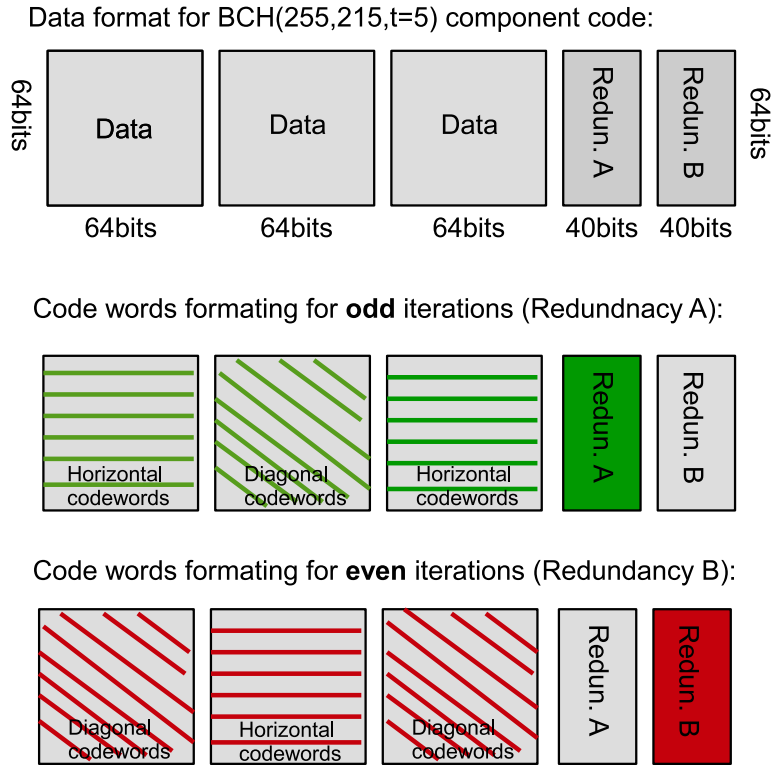 Data format for BCH(255,215,t=5) component code:
64bits
Data
Data
Data
Redun. A
Redun. B
64bits
64bits
64bits
64bits
40bits
40bits
Code words formating for odd iterations (Redundnacy A):
Horizontal
codewords
Diagonal
codewords
Horizontal
codewords
Redun. A
Redun. B
Code words formating for even iterations (Redundancy B):
Diagonal
codewords
Horizontal
codewords
Diagonal
codewords
Redun. A
Redun. B